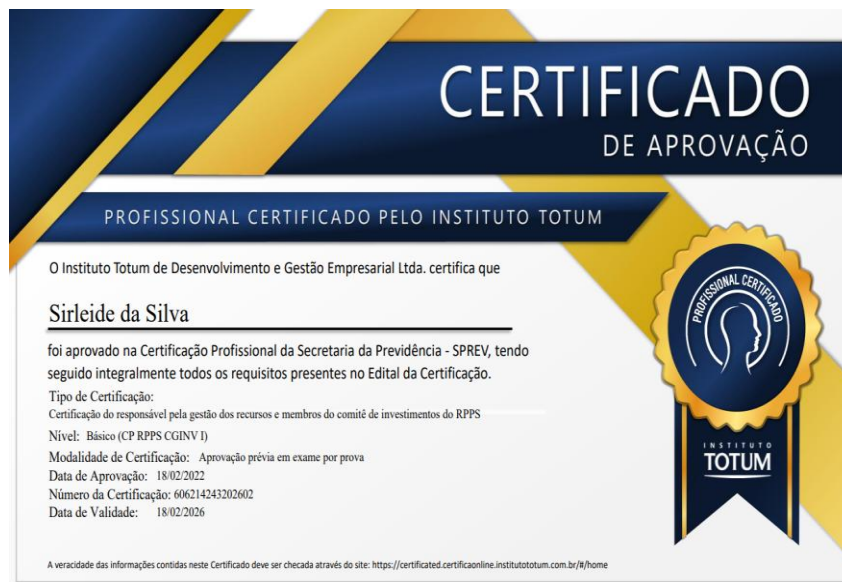 CERTIFICADO
DE APROVAÇÃO
PROFISSIONAL CERTIFICADO PELO INSTITUTO TOTUM
O Instituto Totum de Desenvolvimento e Gestão Empresarial Ltda. certifica que
Sirleide da Silva
foi aprovado na Certificação Profissional da Secretaria da Previdência - SPREV, tendo
seguido integralmente todos os requisitos presentes no Edital da Certificação.
Tipo de Certificação:
Certificação do responsável pela gestão dos recursos e membros do comitê de investimentos do RPPS
Nível: Básico (CP RPPS CGINV I)
Modalidade de Certificação: Aprovação prévia em exame por prova
Data de Aprovação: 18/02/2022
Número da Certificação: 606214243202602
Data de Validade: 18/02/2026
PROFISSIONAL CERTIFICADO
INSTITUTO
TOTUM
A veracidade das informações contidas neste Certificado deve ser checada através do site: https://certificated.certificaonline.institutototum.com.br/#/home